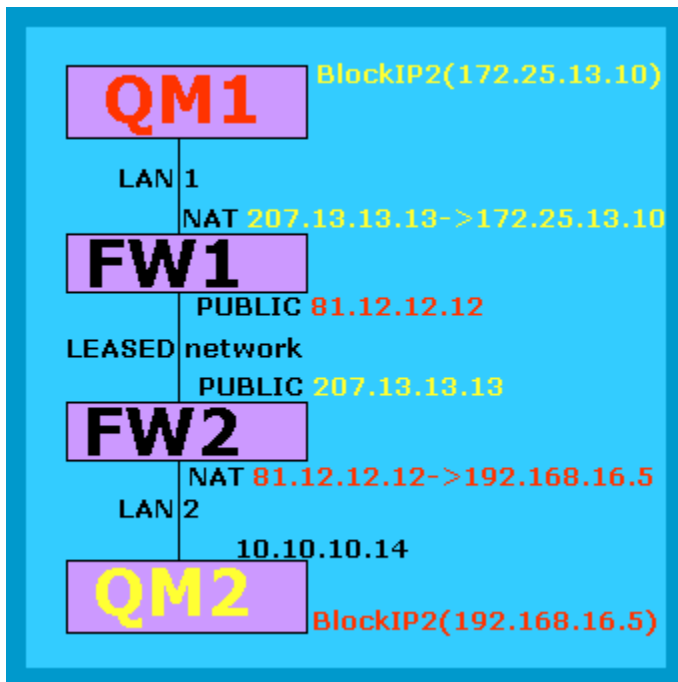 BlockIP2(172.25.13.10)
QM1
LAN 1
NAT 207.13.13.13->172.25.13.10
FW1
PUBLIC 81.12.12.12
LEASED network
PUBLIC 207.13.13.13
FW2
NAT 81.12.12.12->192.168.16.5
LAN 2
10.10.10.14
QM2
BlockIP2(192.168.16.5)